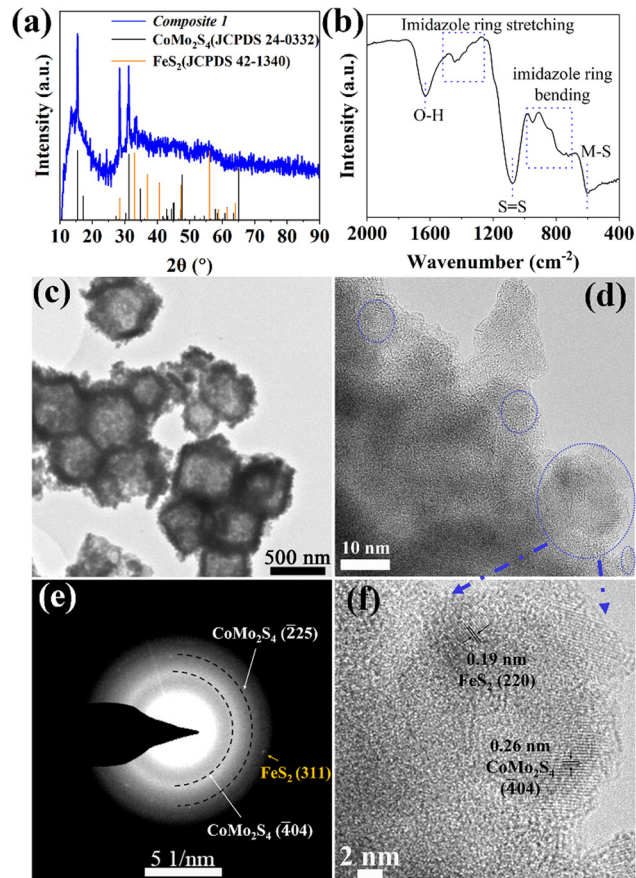 (a)
Composite 1
CoMo₂S₄(JCPDS 24-0332)
FeS₂(JCPDS 42-1340)
Intensity (a.u.)
10 20 30 40 50 60 70 80 90
2θ (°)
(b)
Imidazole ring stretching
imidazole ring
bending
O-H
M-S
S=S
Intensity (a.u.)
2000 1600 1200 800 400
Wavenumber (cm⁻²)
(c)
500 nm
(d)
10 nm
(e)
CoMo₂S₄ (2̅25)
FeS₂ (311)
CoMo₂S₄ (4̅04)
5 1/nm
(f)
0.19 nm
FeS₂ (220)
0.26 nm
CoMo₂S₄
(4̅04)
2 nm